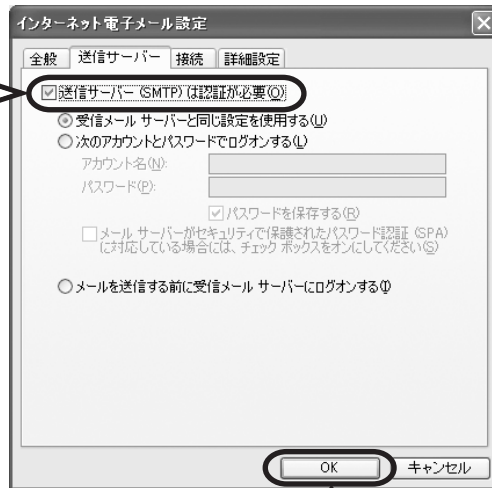 インターネット電子メール設定
全般 送信サーバー 接続 詳細設定
送信サーバー (SMTP) は認証が必要(O)
受信メール サーバーと同じ設定を使用する(U)
次のアカウントとパスワードでログオンする(L)
アカウント名(N):
パスワード(P):
パスワードを保存する(R)
メール サーバーがセキュリティで保護されたパスワード認証 (SPA)
に対応している場合には、チェック ボックスをオンにしてください(S)
メールを送信する前に受信メール サーバーにログオンする(I)
OK キャンセル